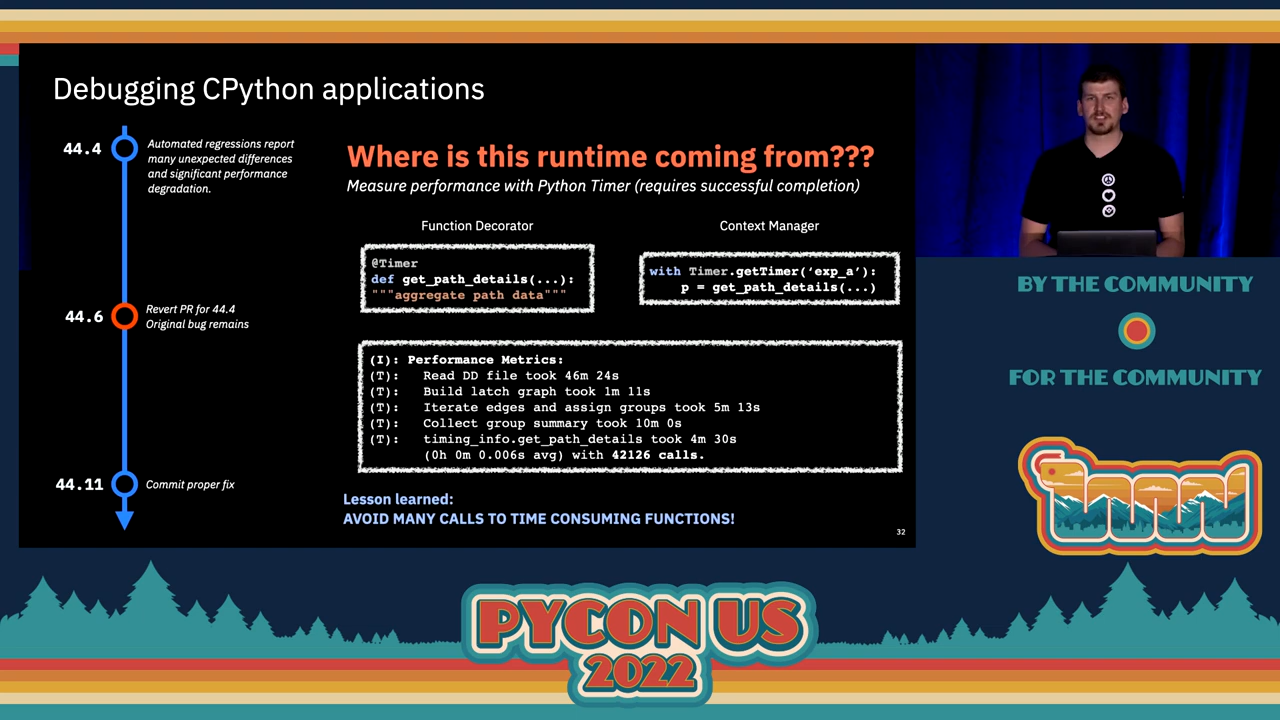 Debugging CPython applications
44.4
Automated regressions report
many unexpected differences
and significant performance
degradation.
44.6
Revert PR for 44.4
Original bug remains
44.11
Commit proper fix
Where is this runtime coming from???
Measure performance with Python Timer (requires successful completion)
Function Decorator
@Timer
def get_path_details(...):
"""aggregate path data"""
Context Manager
with Timer.getTimer(‘exp_a’):
p = get_path_details(...)
(I): Performance Metrics:
(T): Read DD file took 46m 24s
(T): Build latch graph took 1m 11s
(T): Iterate edges and assign groups took 5m 13s
(T): Collect group summary took 10m 0s
(T): timing_info.get_path_details took 4m 30s
(0h 0m 0.006s avg) with 42126 calls.
Lesson learned:
AVOID MANY CALLS TO TIME CONSUMING FUNCTIONS!
32
BY THE COMMUNITY
FOR THE COMMUNITY
PYCON US
2022